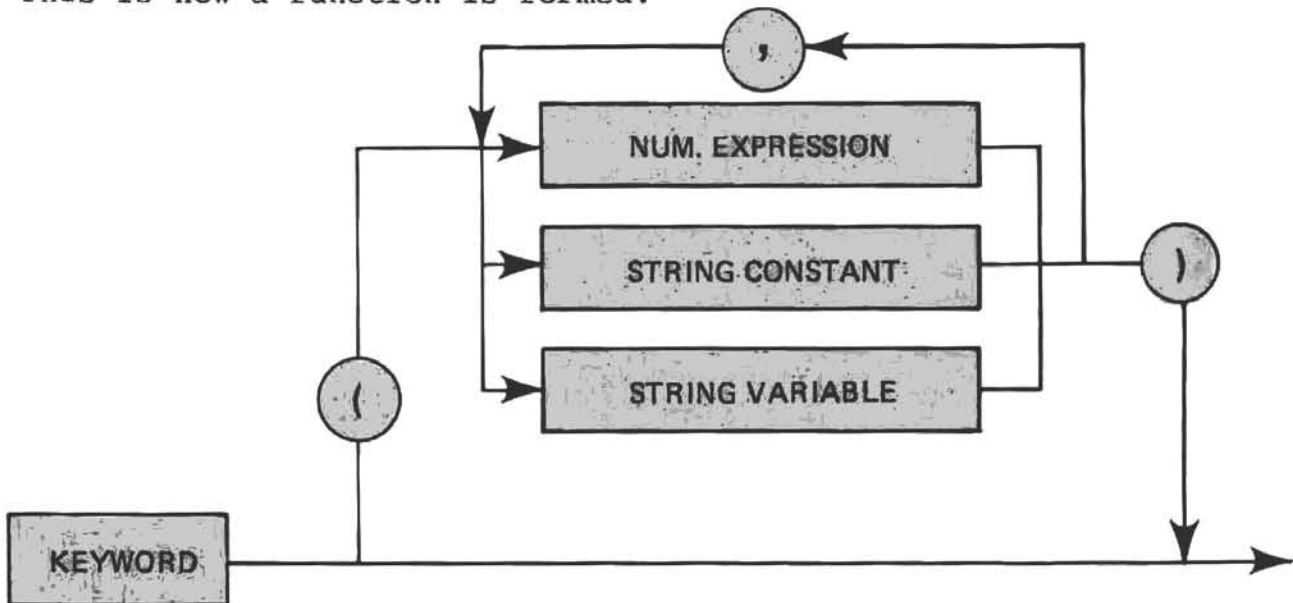 This is how a function is formed:
,
NUM. EXPRESSION
STRING CONSTANT
)
STRING VARIABLE
(
KEYWORD